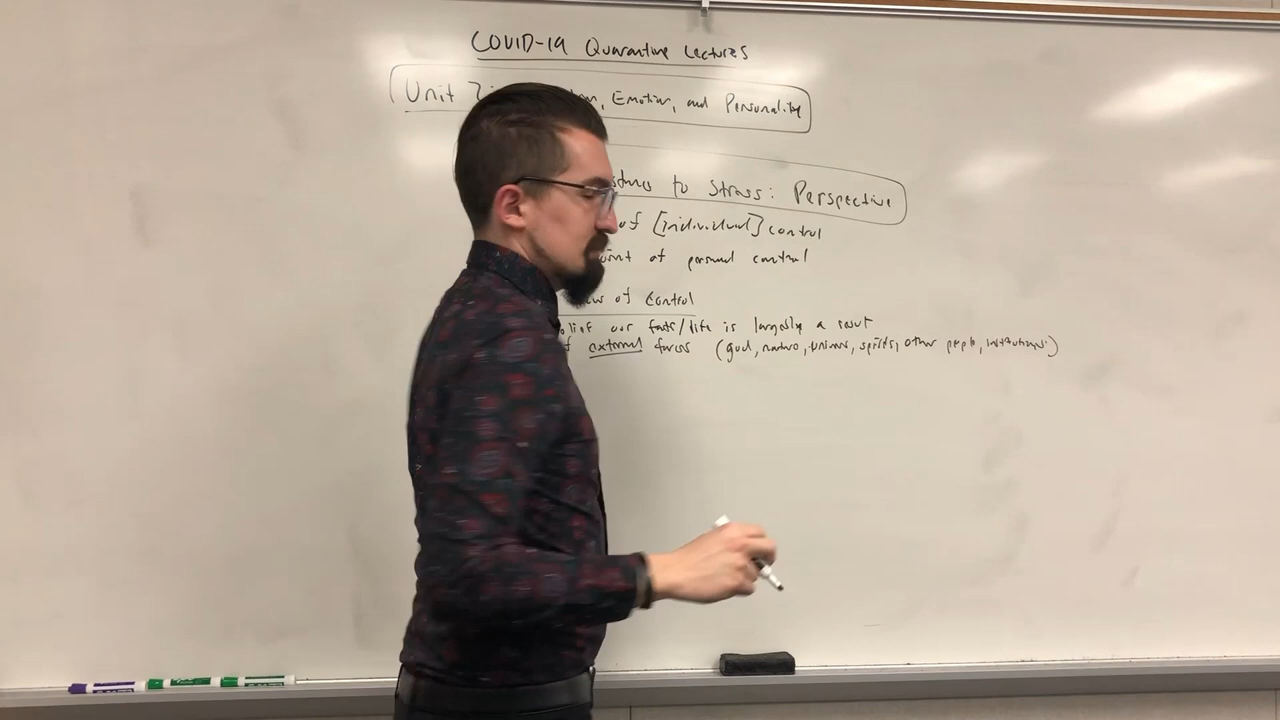 COVID-19 Quarantine Lectures
Unit 7: Emotion, and Personality
to Stress: Perspective
of [individual] control
of personal control
of Control
our fate/life is largely a result
external forces (god, nature, spirits, other people, institutions)